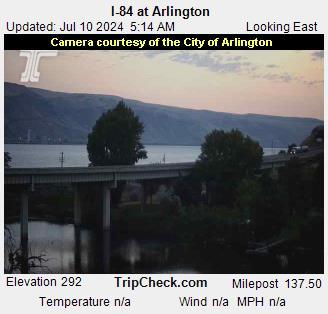 I-84 at Arlington
Updated: Jul 10 2024 5:14 AM Looking East
Camera courtesy of the City of Arlington
Elevation 292 TripCheck.com Milepost 137.50
Temperature n/a Wind n/a MPH n/a